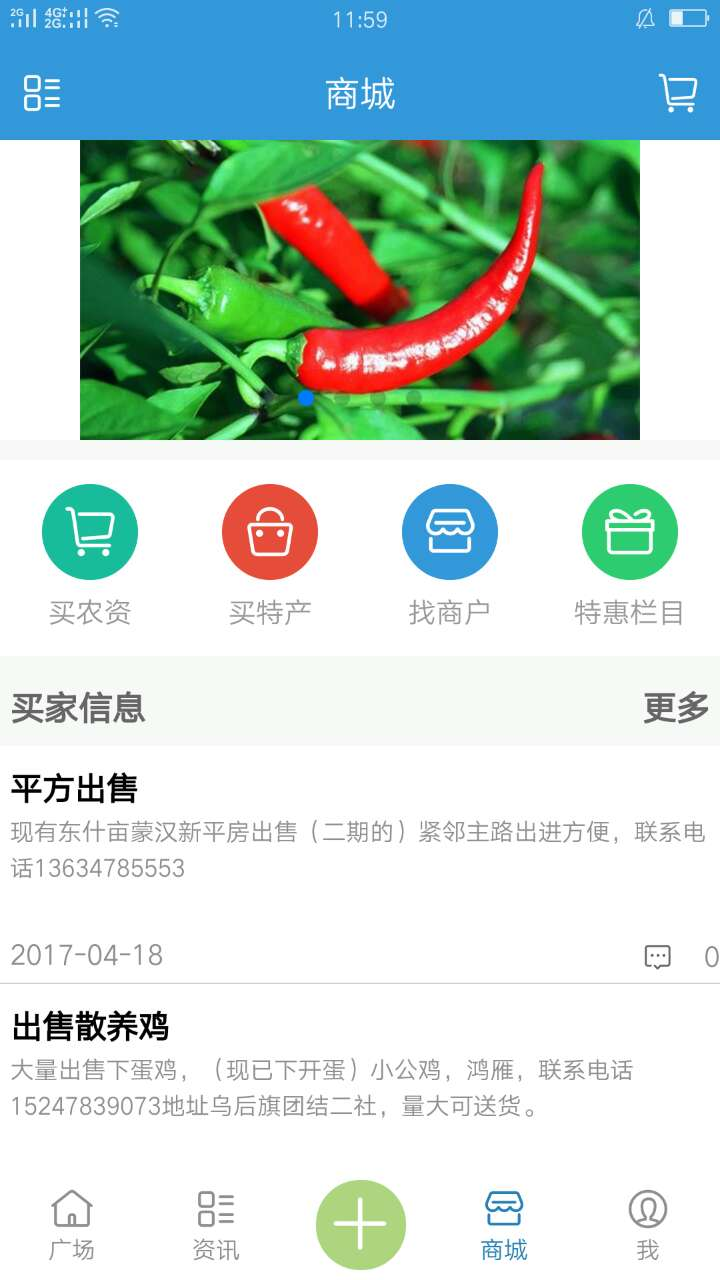 2G 4G+ 2G 11:59
商城
买农资 买特产 找商户 特惠栏目
买家信息 更多
平方出售
现有东什亩蒙汉新平房出售（二期的）紧邻主路出进方便，联系电
话13634785553
2017-04-18 0
出售散养鸡
大量出售下蛋鸡，（现已下开蛋）小公鸡，鸿雁，联系电话
15247839073地址乌后旗团结二社，量大可送货。
广场 资讯 商城 我